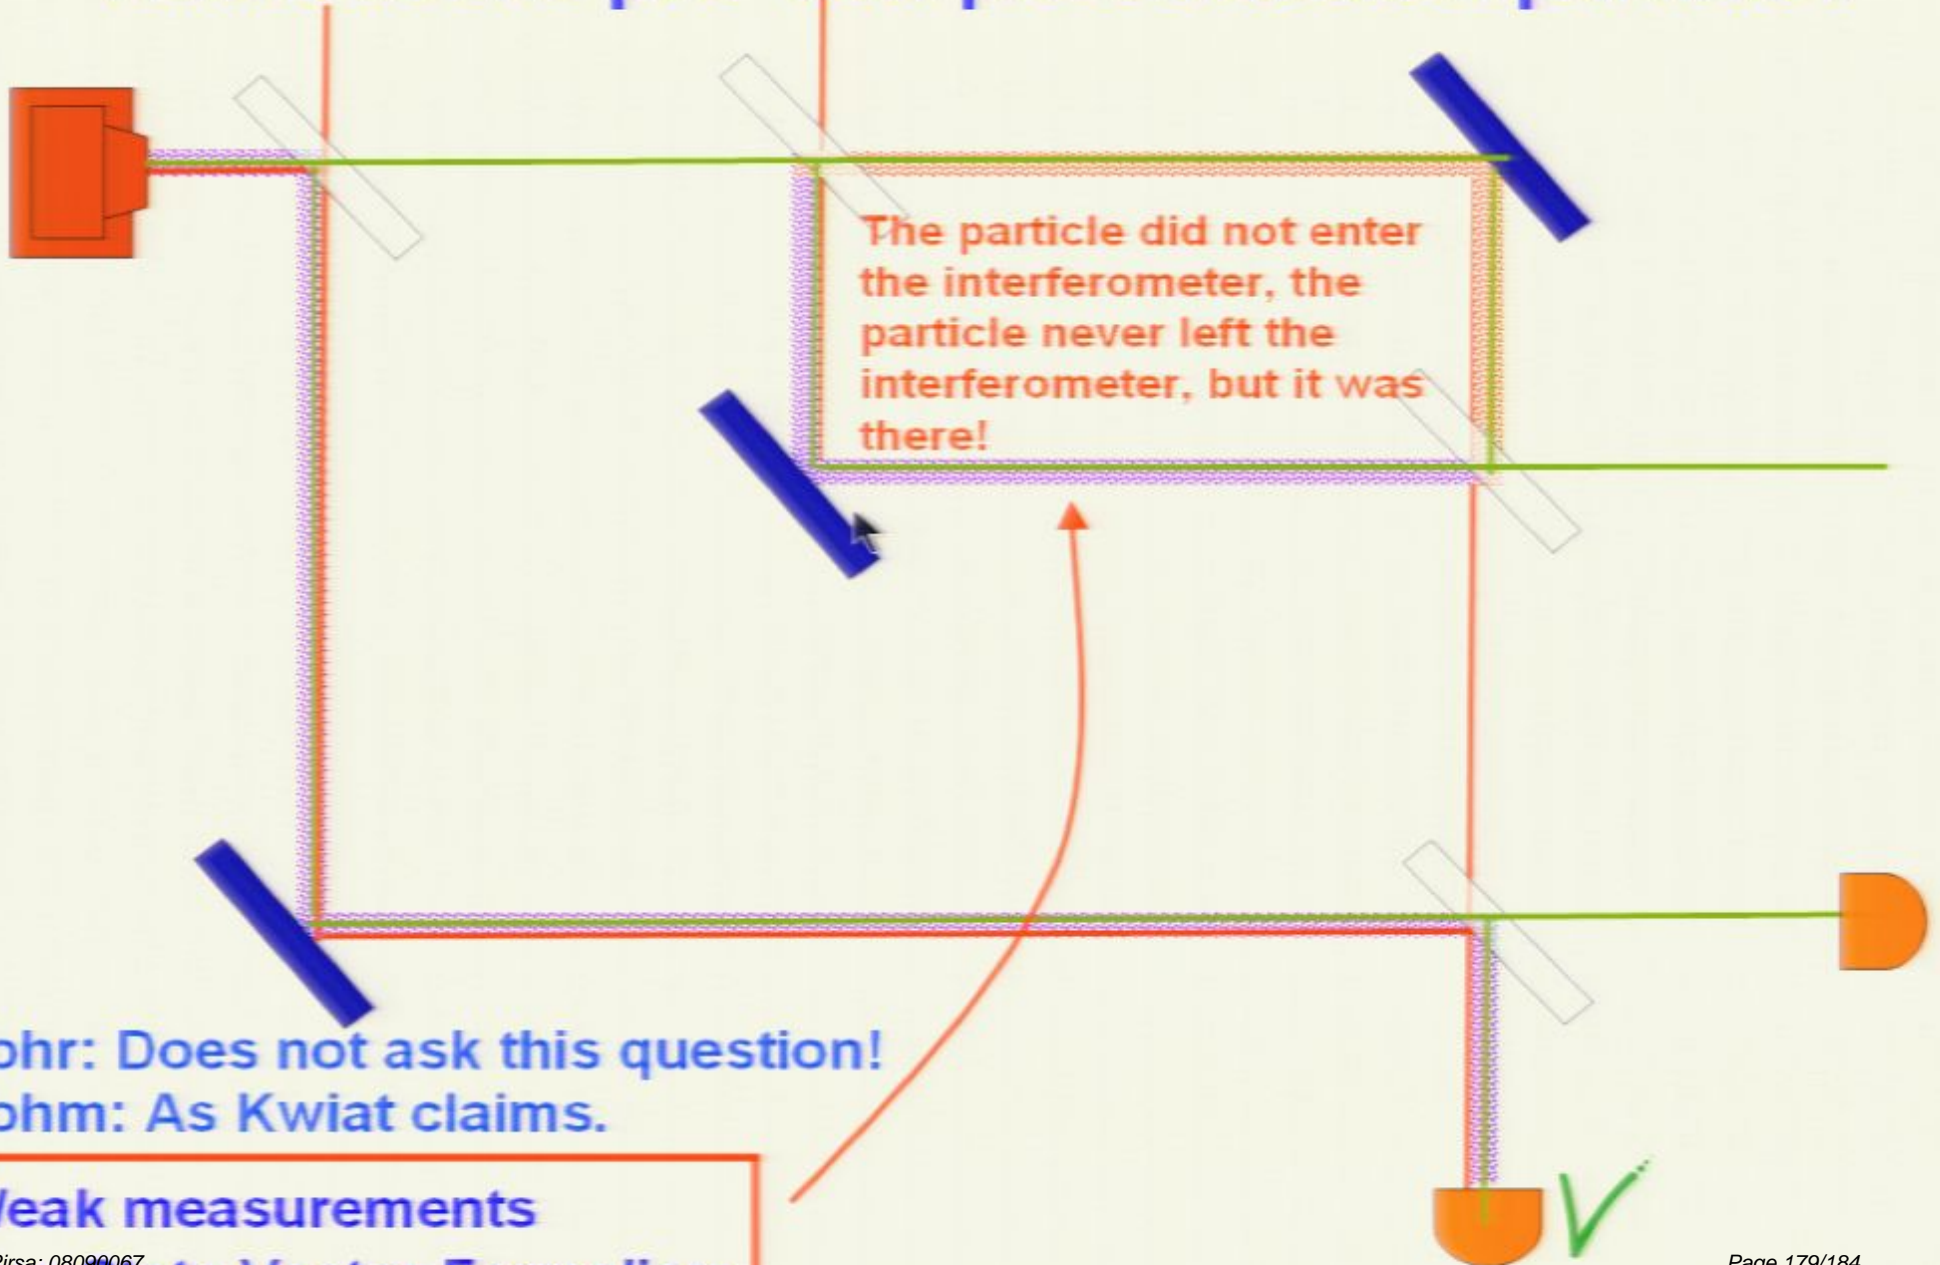 The particle did not enter
the interferometer, the
particle never left the
interferometer, but it was
there!
ohr: Does not ask this question!
ohm: As Kwiat claims.
Weak measurements
Pirsa: 08090067
Page 179/184